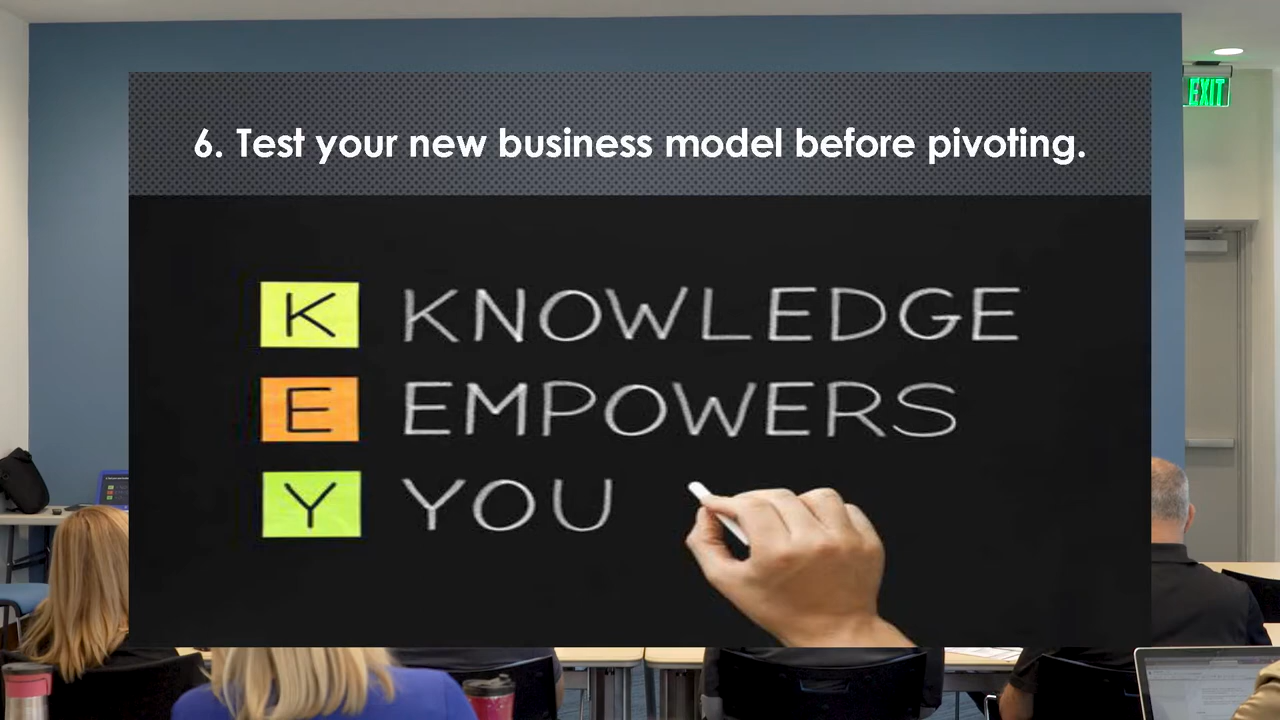 6. Test your new business model before pivoting.
EXIT
K KNOWLEDGE
E EMPOWERS
Y YOU